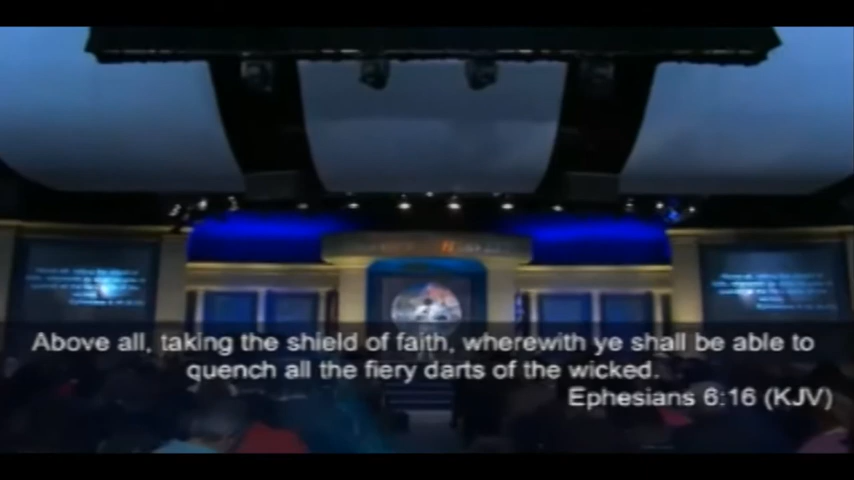 Above all, taking the shield of faith, wherewith ye shall be able to
quench all the fiery darts of the wicked.
Ephesians 6:16 (KJV)